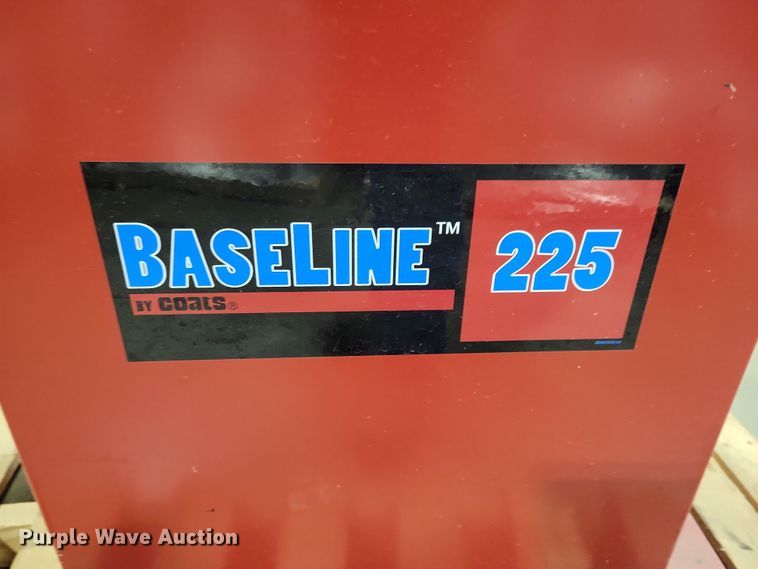 BASELINE™
225
BY COATS®
Purple Wave Auction